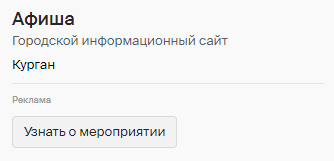 Афиша
Городской информационный сайт
Курган
Реклама
Узнать о мероприятии